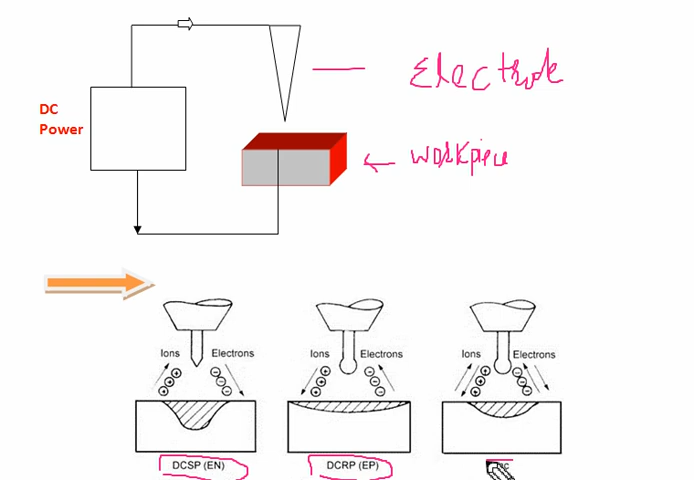 Electrode
DC
Power
workpiece
Ions Electrons
Ions Electrons
Ions Electrons
DCSP (EN)
DCRP (EP)